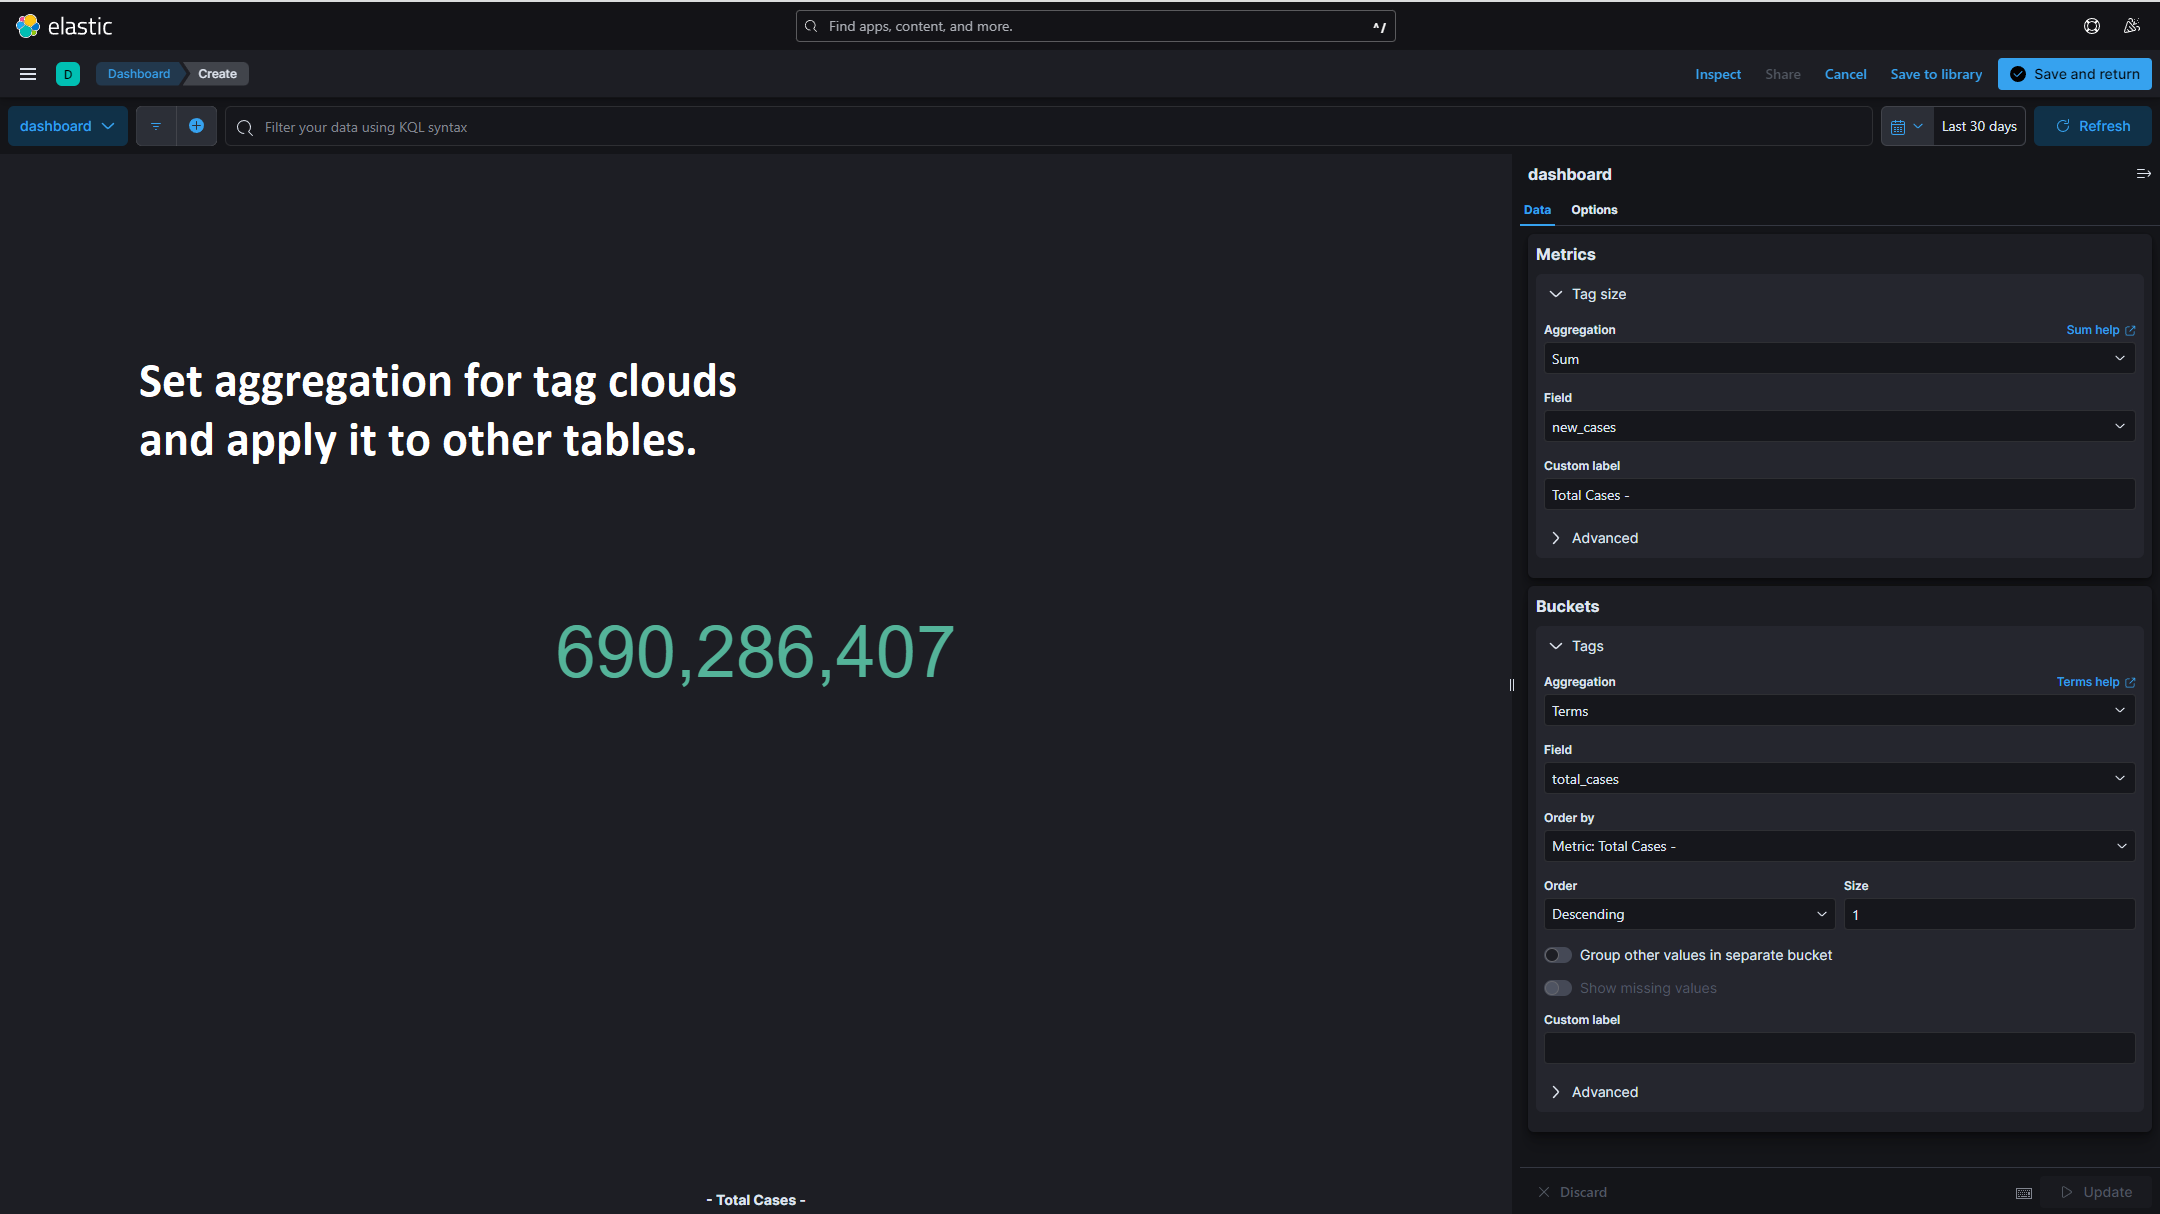 elastic
Find apps, content, and more.
^/
D
Dashboard
Create
Inspect
Share
Cancel
Save to library
Save and return
dashboard
Filter your data using KQL syntax
Last 30 days
Refresh
Set aggregation for tag clouds
and apply it to other tables.
690,286,407
- Total Cases -
dashboard
Data
Options
Metrics
Tag size
Aggregation
Sum help
Sum
Field
new_cases
Custom label
Total Cases -
Advanced
Buckets
Tags
Aggregation
Terms help
Terms
Field
total_cases
Order by
Metric: Total Cases -
Order
Size
Descending
1
Group other values in separate bucket
Show missing values
Custom label
Advanced
Discard
Update